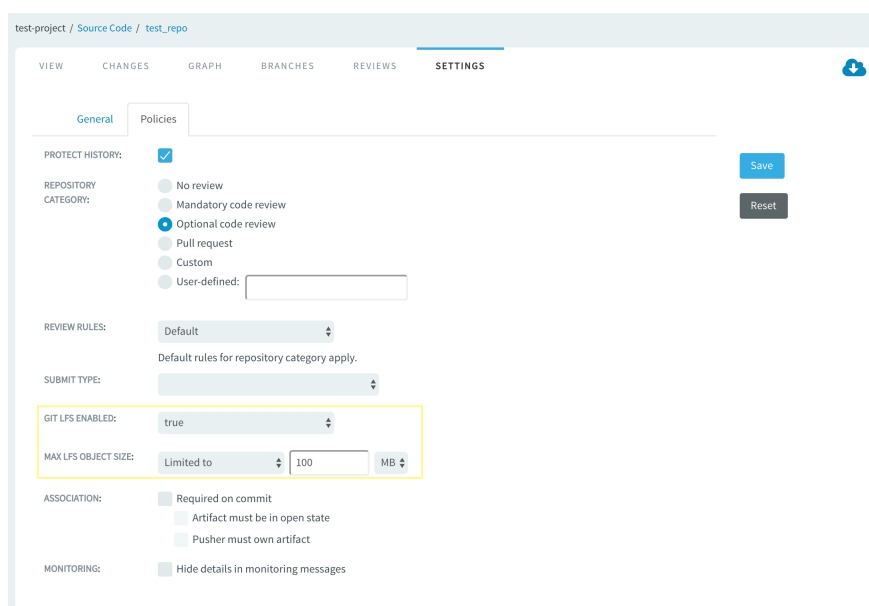 test-project / Source Code / test_repo
VIEW CHANGES GRAPH BRANCHES REVIEWS SETTINGS
General Policies
PROTECT HISTORY:
Save
REPOSITORY CATEGORY:
No review
Mandatory code review
Reset
Optional code review
Pull request
Custom
User-defined:
REVIEW RULES: Default
Default rules for repository category apply.
SUBMIT TYPE:
GIT LFS ENABLED: true
MAX LFS OBJECT SIZE: Limited to 100 MB
ASSOCIATION: Required on commit
Artifact must be in open state
Pusher must own artifact
MONITORING: Hide details in monitoring messages